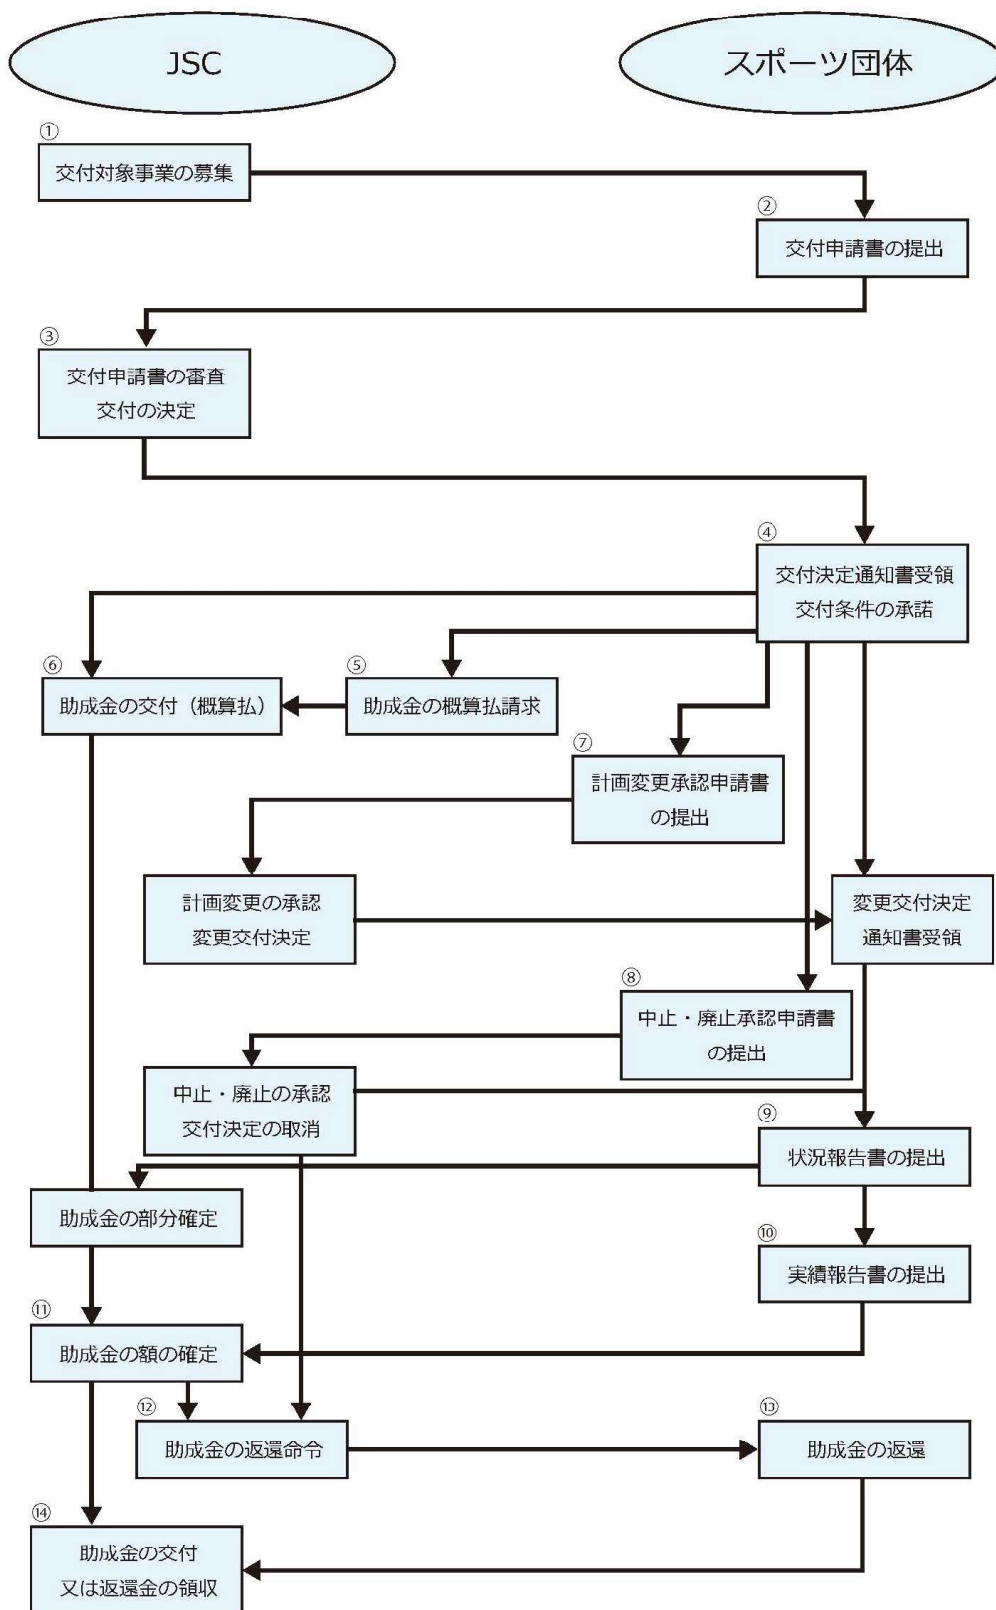 JSC
スポーツ団体
①
交付対象事業の募集
②
交付申請書の提出
③
交付申請書の審査
交付の決定
④
交付決定通知書受領
交付条件の承諾
⑥
助成金の交付（概算払）
⑤
助成金の概算払請求
⑦
計画変更承認申請書
の提出
計画変更の承認
変更交付決定
変更交付決定
通知書受領
⑧
中止・廃止承認申請書
の提出
中止・廃止の承認
交付決定の取消
⑨
状況報告書の提出
助成金の部分確定
⑩
実績報告書の提出
⑪
助成金の額の確定
⑫
助成金の返還命令
⑬
助成金の返還
⑭
助成金の交付
又は返還金の領収